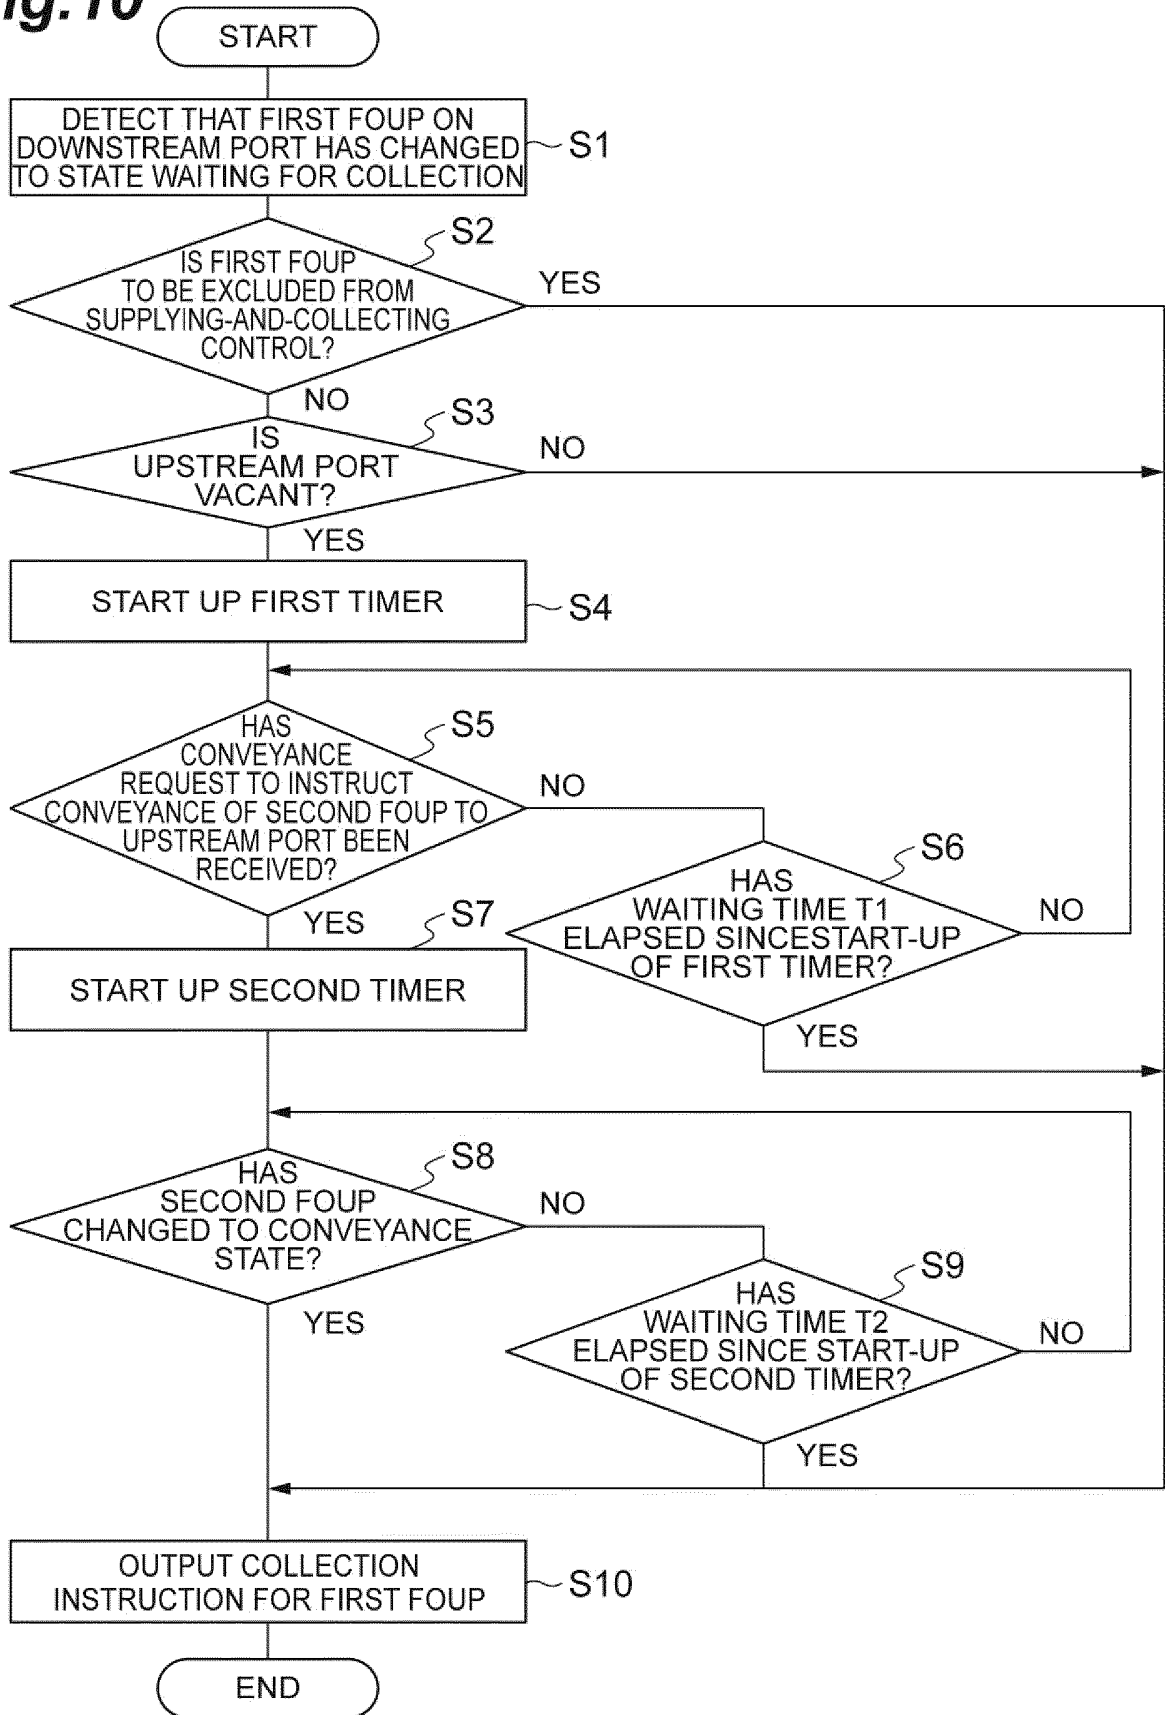 ig.10
START
DETECT THAT FIRST FOUP ON
DOWNSTREAM PORT HAS CHANGED
TO STATE WAITING FOR COLLECTION
S1
S2
IS FIRST FOUP
TO BE EXCLUDED FROM
SUPPLYING-AND-COLLECTING
CONTROL?
YES
NO
S3
IS
UPSTREAM PORT
VACANT?
NO
YES
START UP FIRST TIMER
S4
S5
HAS
CONVEYANCE
REQUEST TO INSTRUCT
CONVEYANCE OF SECOND FOUP TO
UPSTREAM PORT BEEN
RECEIVED?
NO
YES
S6
HAS
WAITING TIME T1
ELAPSED SINCESTART-UP
OF FIRST TIMER?
NO
YES
S7
START UP SECOND TIMER
S8
HAS
SECOND FOUP
CHANGED TO CONVEYANCE
STATE?
NO
YES
S9
HAS
WAITING TIME T2
ELAPSED SINCE START-UP
OF SECOND TIMER?
NO
YES
OUTPUT COLLECTION
INSTRUCTION FOR FIRST FOUP
S10
END